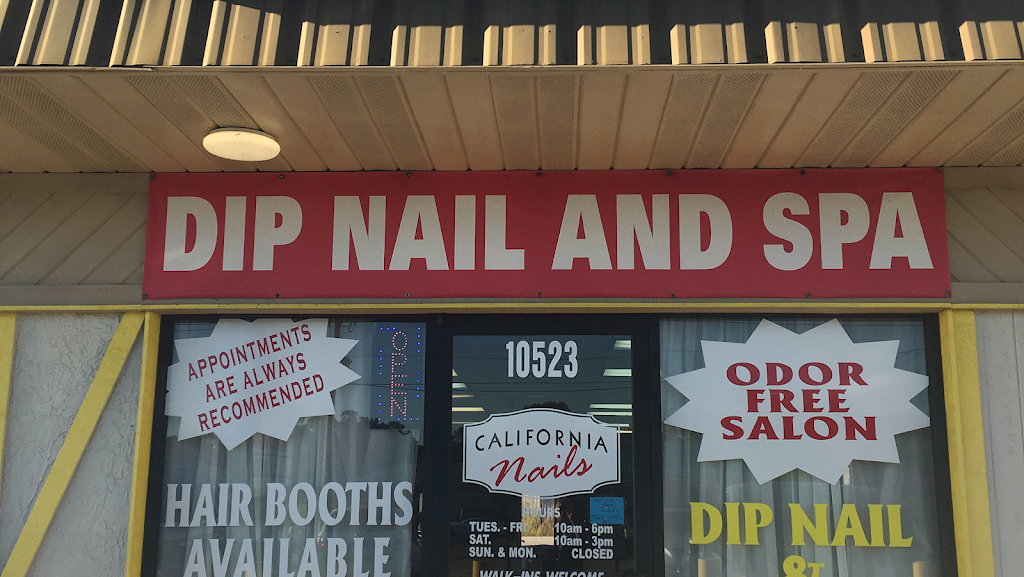 DIP NAIL AND SPA
APPOINTMENTS
ARE ALWAYS
RECOMMENDED
OPEN
HAIR BOOTHS
AVAILABLE
10523
CALIFORNIA
Nails
HOURS
TUES. - FRI. 10am - 6pm
SAT. 10am - 3pm
SUN. & MON. CLOSED
WALK-INS WELCOME
ODOR
FREE
SALON
DIP NAIL
&